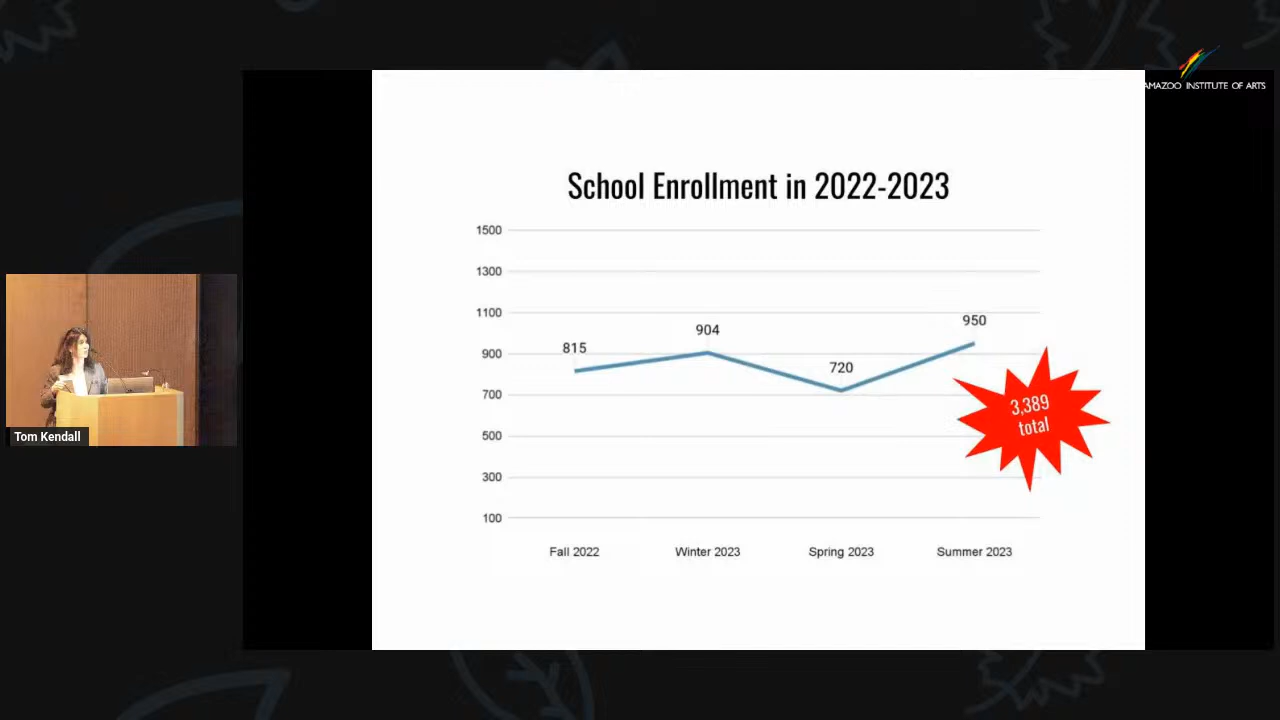 AMAZOO INSTITUTE OF ARTS
School Enrollment in 2022-2023
1500
1300
1100
900
700
500
300
100
815
904
720
950
3,389
total
Fall 2022
Winter 2023
Spring 2023
Summer 2023
Tom Kendall